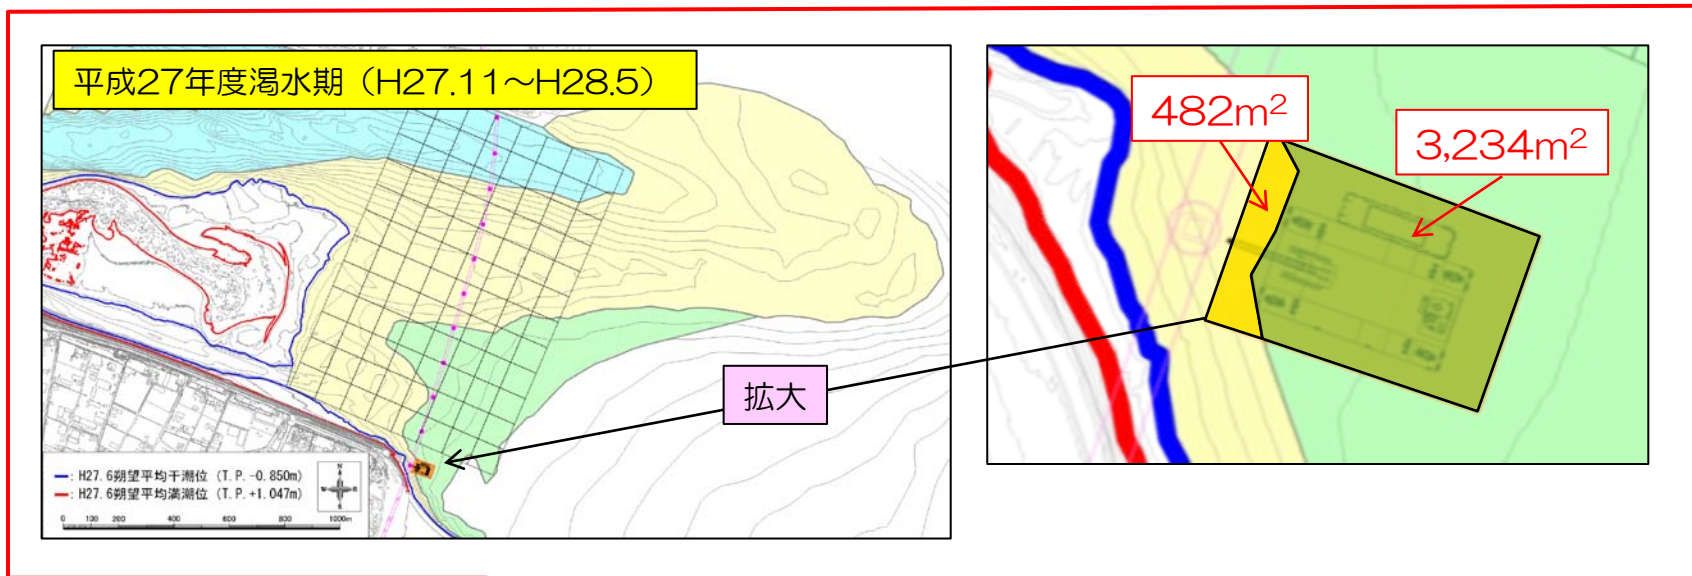 平成27年度渇水期（H27.11～H28.5）
482m²
3,234m²
拡大
: H27.6朔望平均干潮位 (T.P.-0.850m)
: H27.6朔望平均満潮位 (T.P.+1.047m)
N
W E
S
0 100 200 400 600 800 1000m